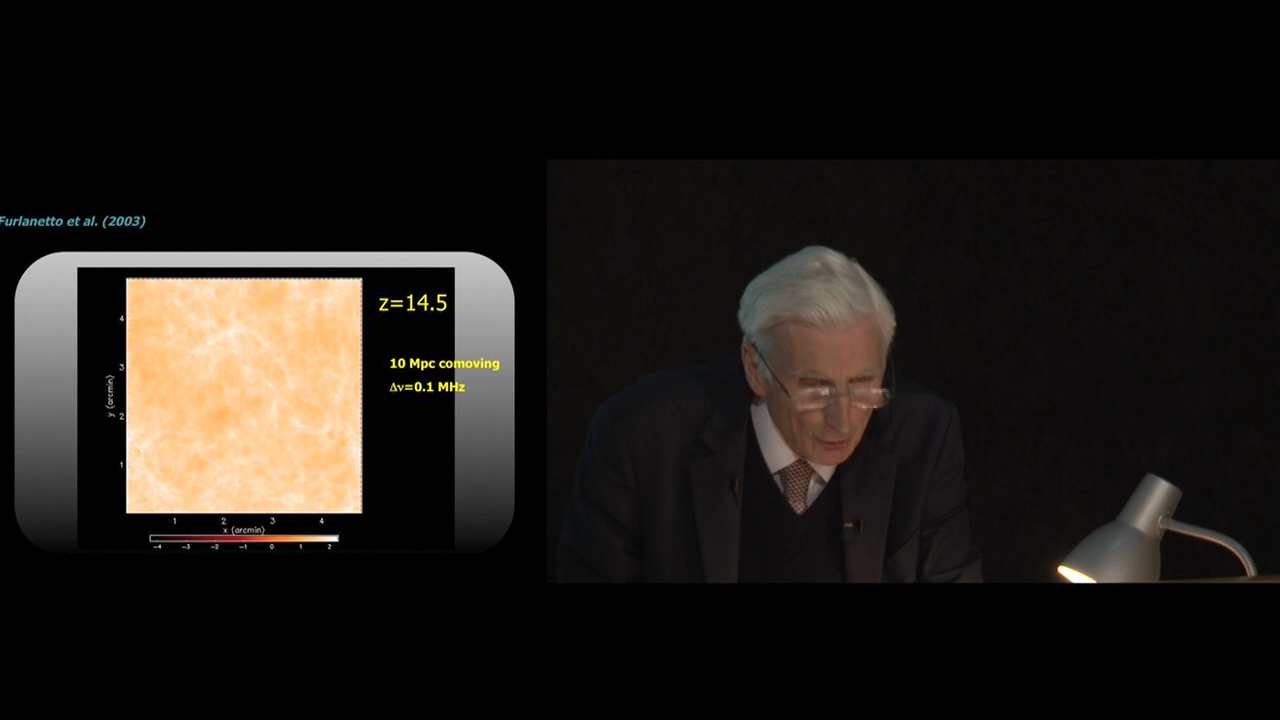 Furlanetto et al. (2003)
z=14.5
10 Mpc comoving
Δν=0.1 MHz
4
3
2
1
y (arcmin)
1 2 3 4
x (arcmin)
-4 -3 -2 -1 0 1 2